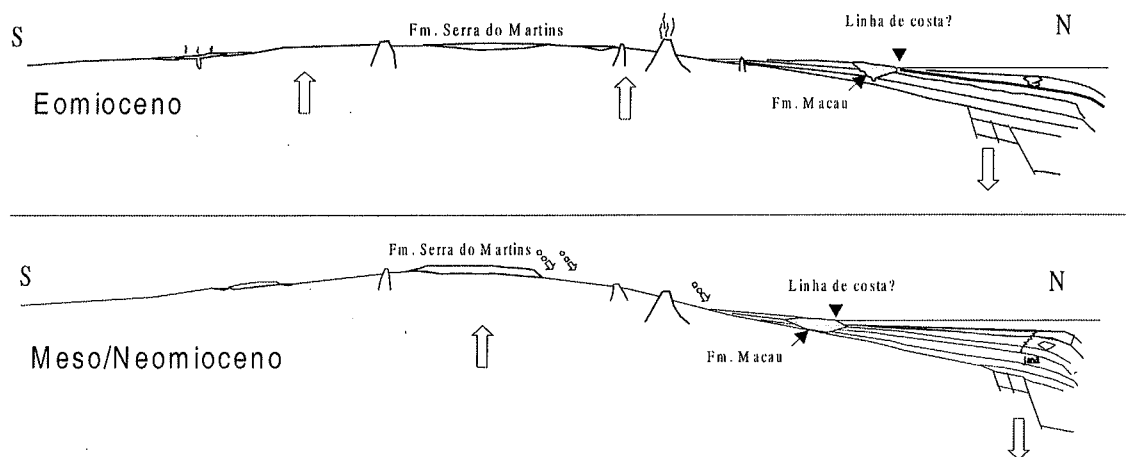 S
Fm. Serra do Martins
Linha de costa?
N
Fm. Macau
Eomioceno
S
Fm. Serra do Martins
Linha de costa?
N
Fm. Macau
Meso/Neomioceno